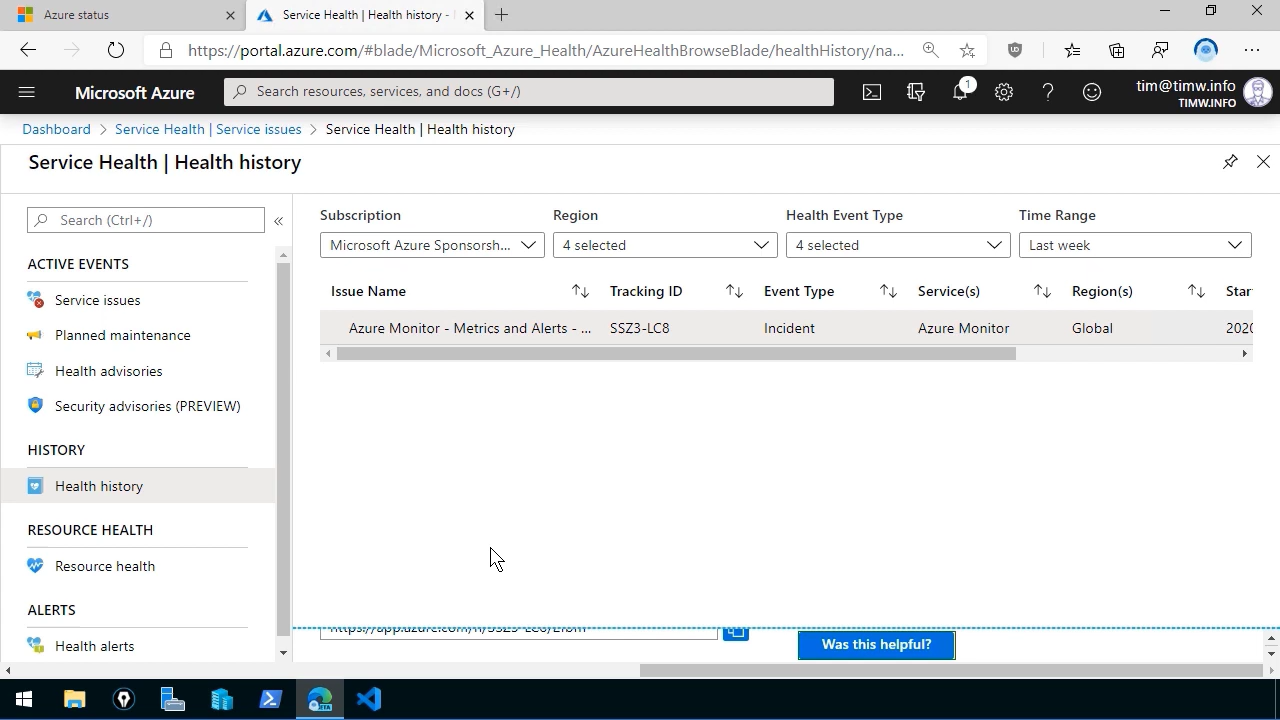 Azure status
Service Health | Health history -
https://portal.azure.com/#blade/Microsoft_Azure_Health/AzureHealthBrowseBlade/healthHistory/na...
Microsoft Azure
Search resources, services, and docs (G+/)
1
tim@timw.info
TIMW.INFO
Dashboard > Service Health | Service issues > Service Health | Health history
Service Health | Health history
Search (Ctrl+/)
«
ACTIVE EVENTS
Service issues
Planned maintenance
Health advisories
Security advisories (PREVIEW)
HISTORY
Health history
RESOURCE HEALTH
Resource health
ALERTS
Health alerts
Subscription Region Health Event Type Time Range
Microsoft Azure Sponsorsh... 4 selected 4 selected Last week
Issue Name Tracking ID Event Type Service(s) Region(s) Star
Azure Monitor - Metrics and Alerts - ... SSZ3-LC8 Incident Azure Monitor Global 2020
Was this helpful?
BETA